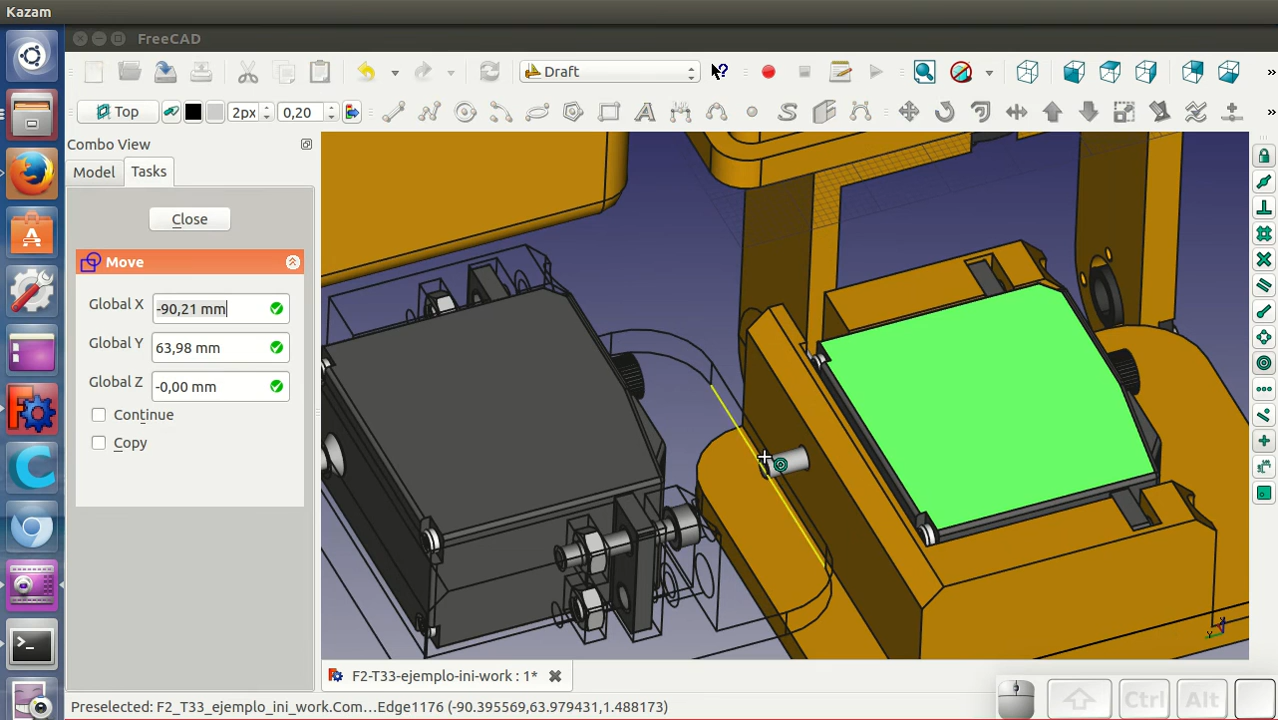 Kazam
FreeCAD
Draft
Top
2px
0,20
Combo View
Model
Tasks
Close
Move
Global X
-90,21 mm
Global Y
63,98 mm
Global Z
-0,00 mm
Continue
Copy
F2-T33-ejemplo-ini-work : 1*
Preselected: F2_T33_ejemplo_ini_work.Com...Edge1176 (-90.395569,63.979431,1.488173)
Ctrl
Alt